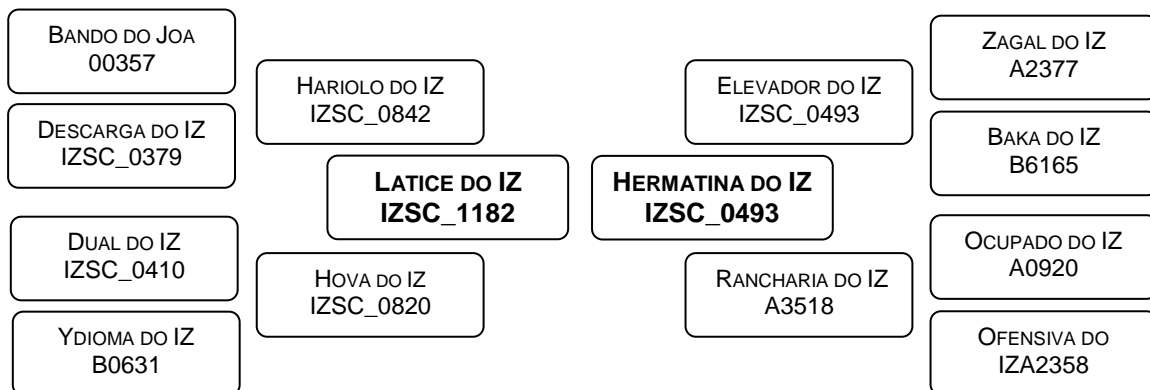 BANDO DO JOA
00357
DESCARGA DO IZ
IZSC_0379
DUAL DO IZ
IZSC_0410
YDIOMA DO IZ
B0631
HARIOLO DO IZ
IZSC_0842
HOVA DO IZ
IZSC_0820
LATICE DO IZ
IZSC_1182
HERMATINA DO IZ
IZSC_0493
ELEVADOR DO IZ
IZSC_0493
RANCHARIA DO IZ
A3518
ZAGAL DO IZ
A2377
BAKA DO IZ
B6165
OCUPADO DO IZ
A0920
OFENSIVA DO
IZA2358